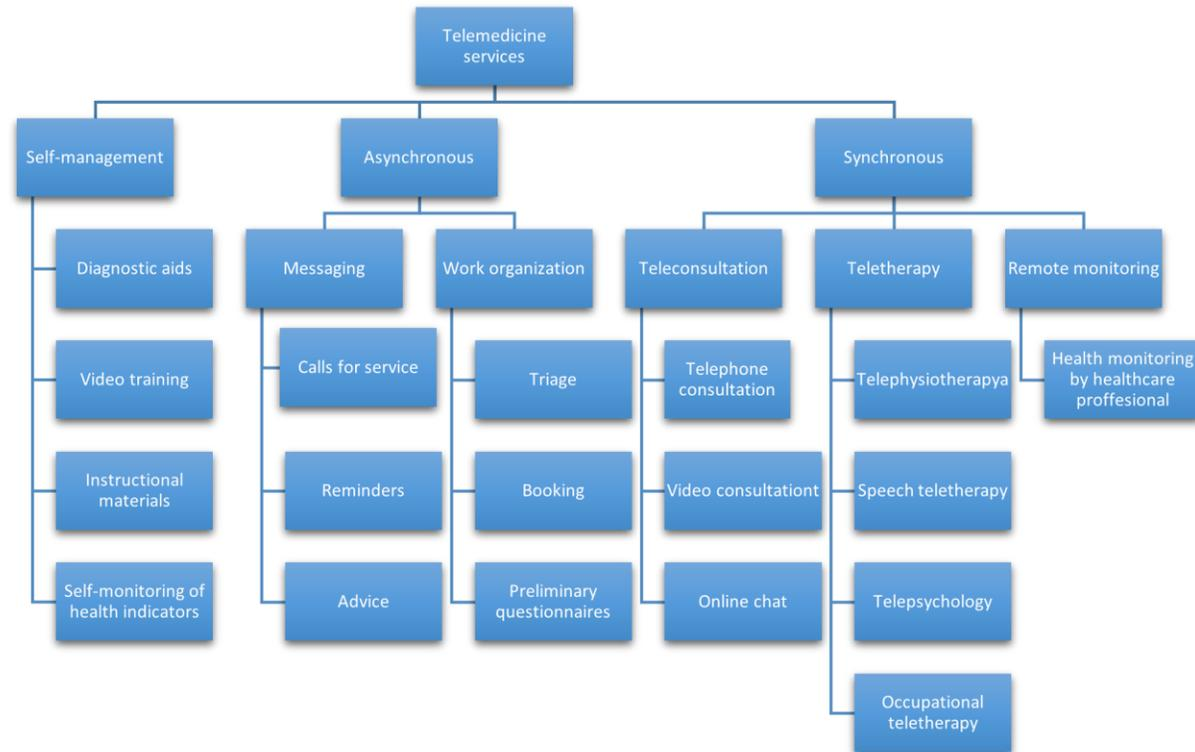 Telemedicine
services
Self-management
Asynchronous
Synchronous
Diagnostic aids
Messaging
Work organization
Teleconsultation
Teletherapy
Remote monitoring
Video training
Calls for service
Triage
Telephone
consultation
Telephysiotherapya
Health monitoring
by healthcare
proffesional
Instructional
materials
Reminders
Booking
Video consultationt
Speech teletherapy
Self-monitoring of
health indicators
Advice
Preliminary
questionnaires
Online chat
Telepsychology
Occupational
teletherapy